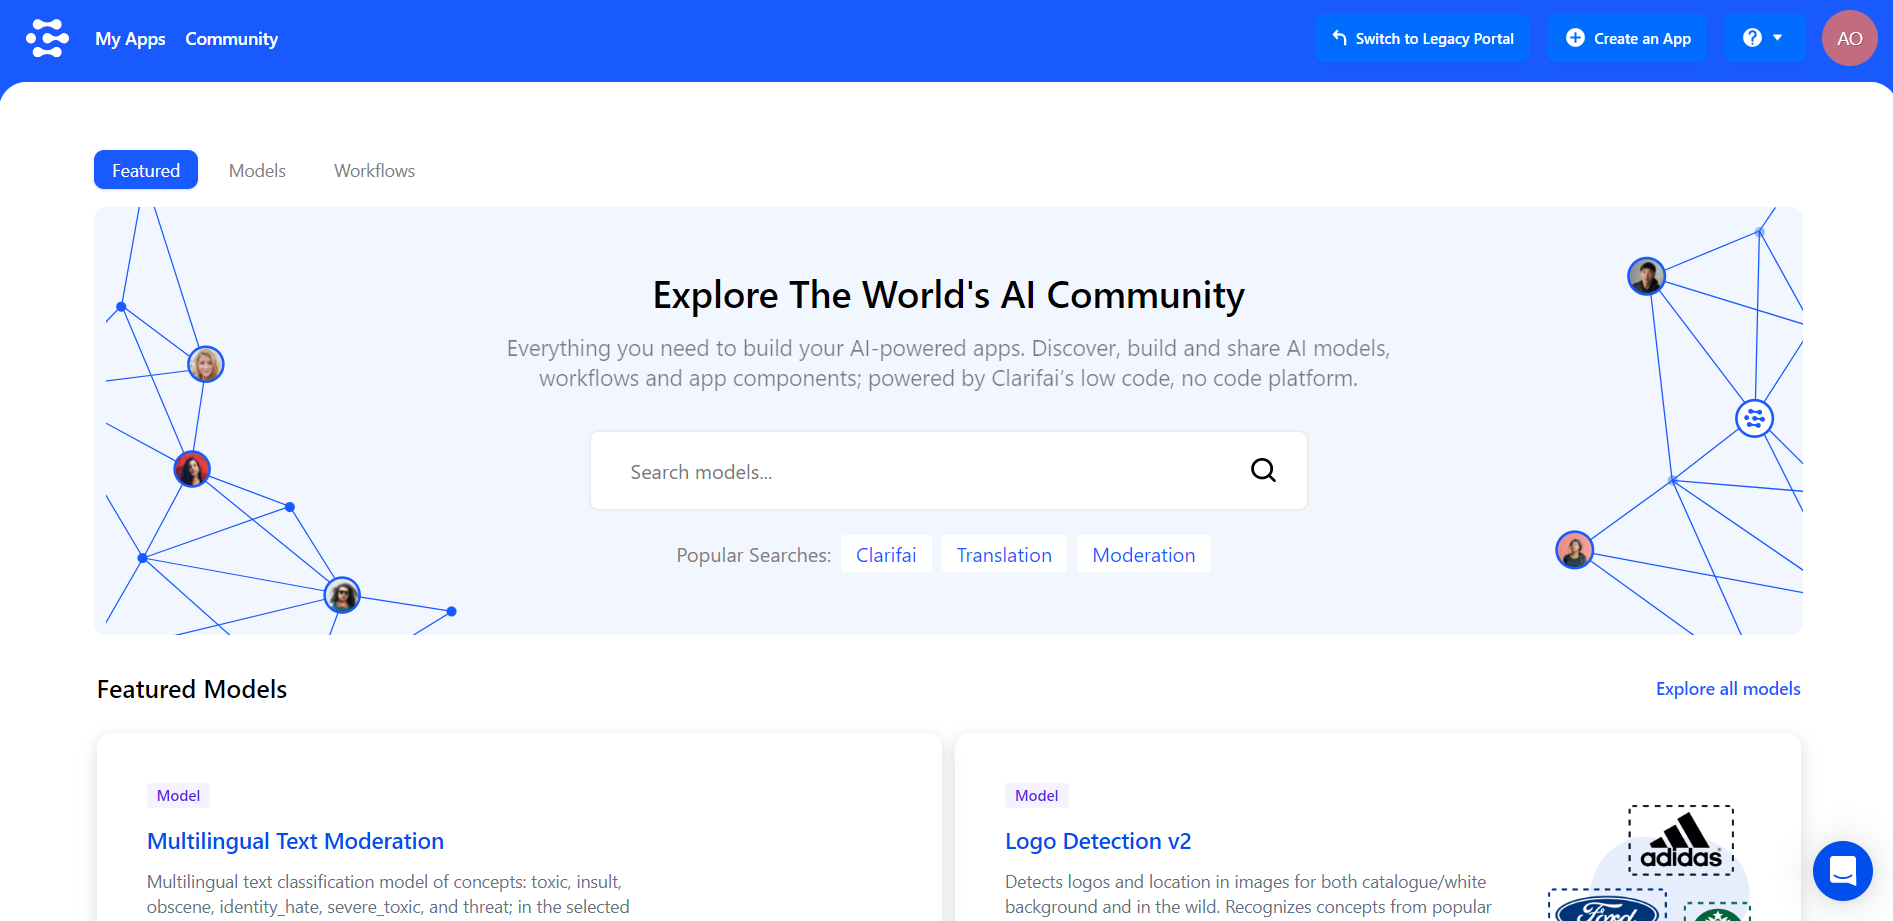 My Apps Community
Switch to Legacy Portal
Create an App
?
AO
Featured Models Workflows
Explore The World's AI Community
Everything you need to build your AI-powered apps. Discover, build and share AI models,
workflows and app components; powered by Clarifai’s low code, no code platform.
Search models...
Popular Searches: Clarifai Translation Moderation
Featured Models
Explore all models
Model
Multilingual Text Moderation
Multilingual text classification model of concepts: toxic, insult,
obscene, identity_hate, severe_toxic, and threat; in the selected
Model
Logo Detection v2
Detects logos and location in images for both catalogue/white
background and in the wild. Recognizes concepts from popular
adidas
Ford